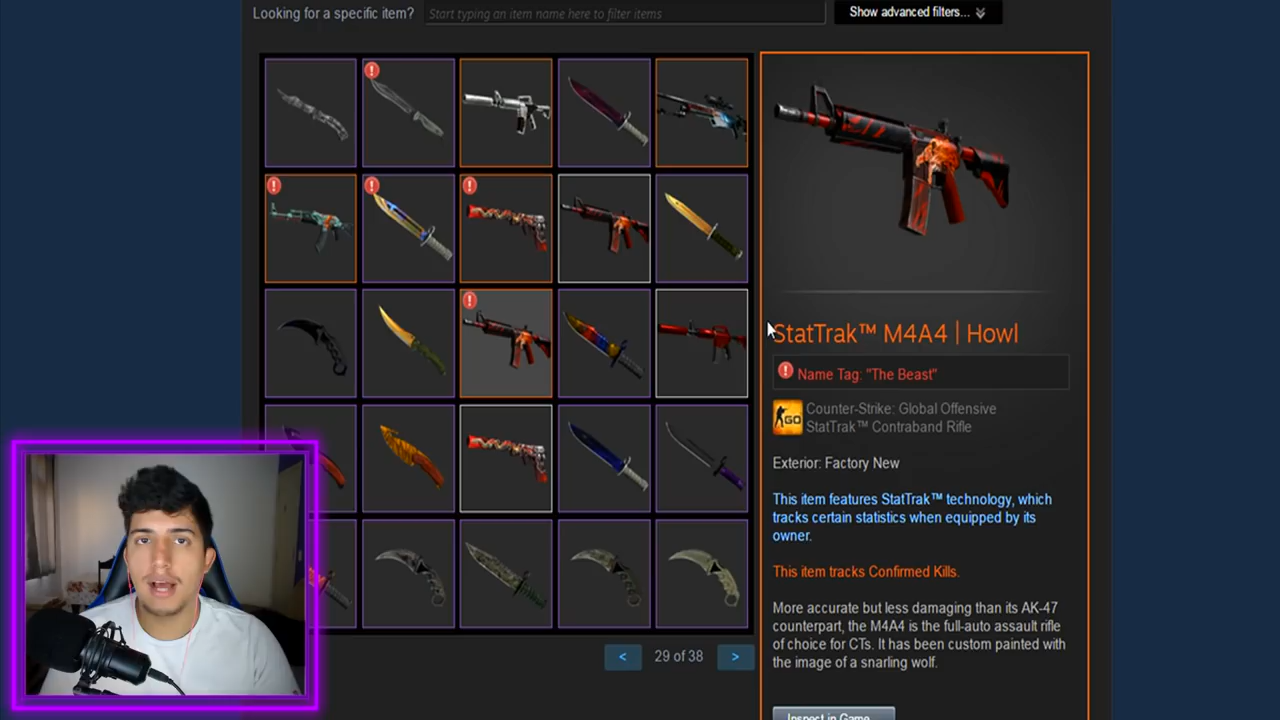 Looking for a specific item?
Start typing an item name here to filter items
Show advanced filters...
StatTrak™ M4A4 | Howl
Name Tag: "The Beast"
GO
Counter-Strike: Global Offensive
StatTrak™ Contraband Rifle
Exterior: Factory New
This item features StatTrak™ technology, which
tracks certain statistics when equipped by its
owner.
This item tracks Confirmed Kills.
More accurate but less damaging than its AK-47
counterpart, the M4A4 is the full-auto assault rifle
of choice for CTs. It has been custom painted with
the image of a snarling wolf.
< 29 of 38 >
Inspect in Game...